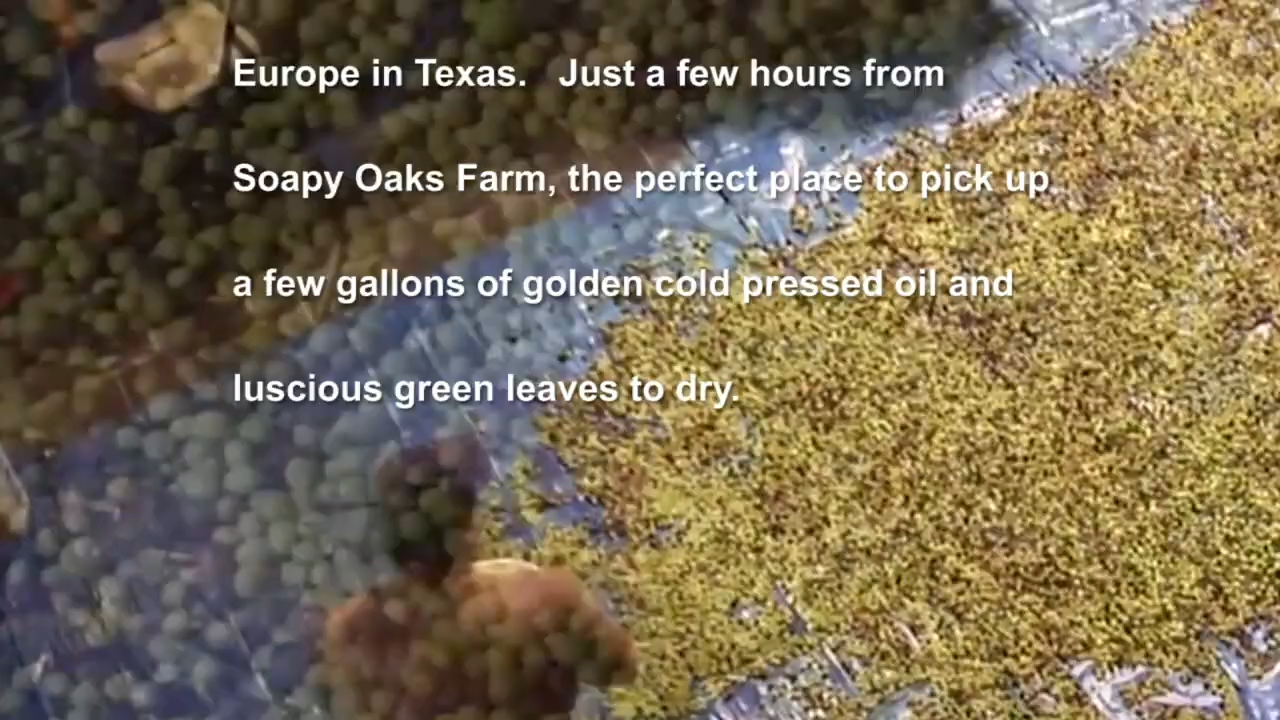 Europe in Texas.   Just a few hours from
Soapy Oaks Farm, the perfect place to pick up
a few gallons of golden cold pressed oil and
luscious green leaves to dry.